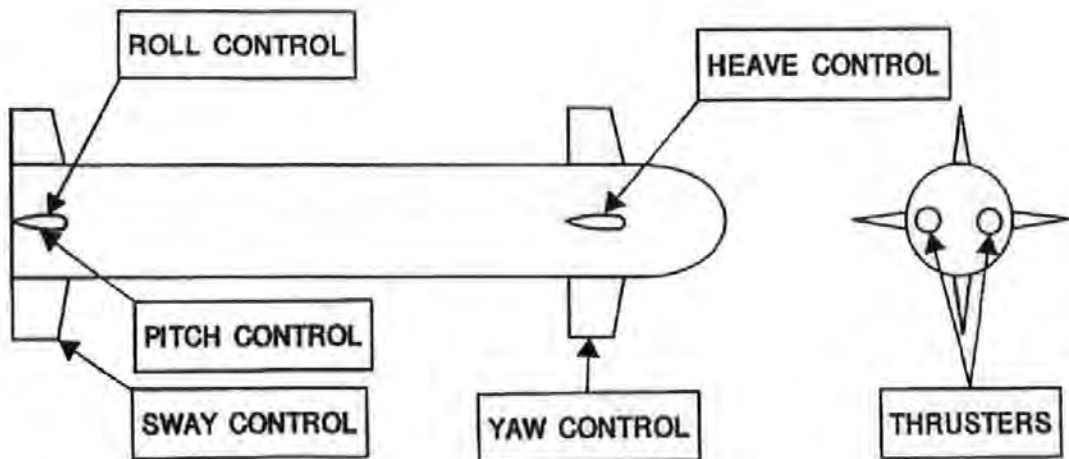 ROLL CONTROL
HEAVE CONTROL
PITCH CONTROL
SWAY CONTROL
YAW CONTROL
THRUSTERS